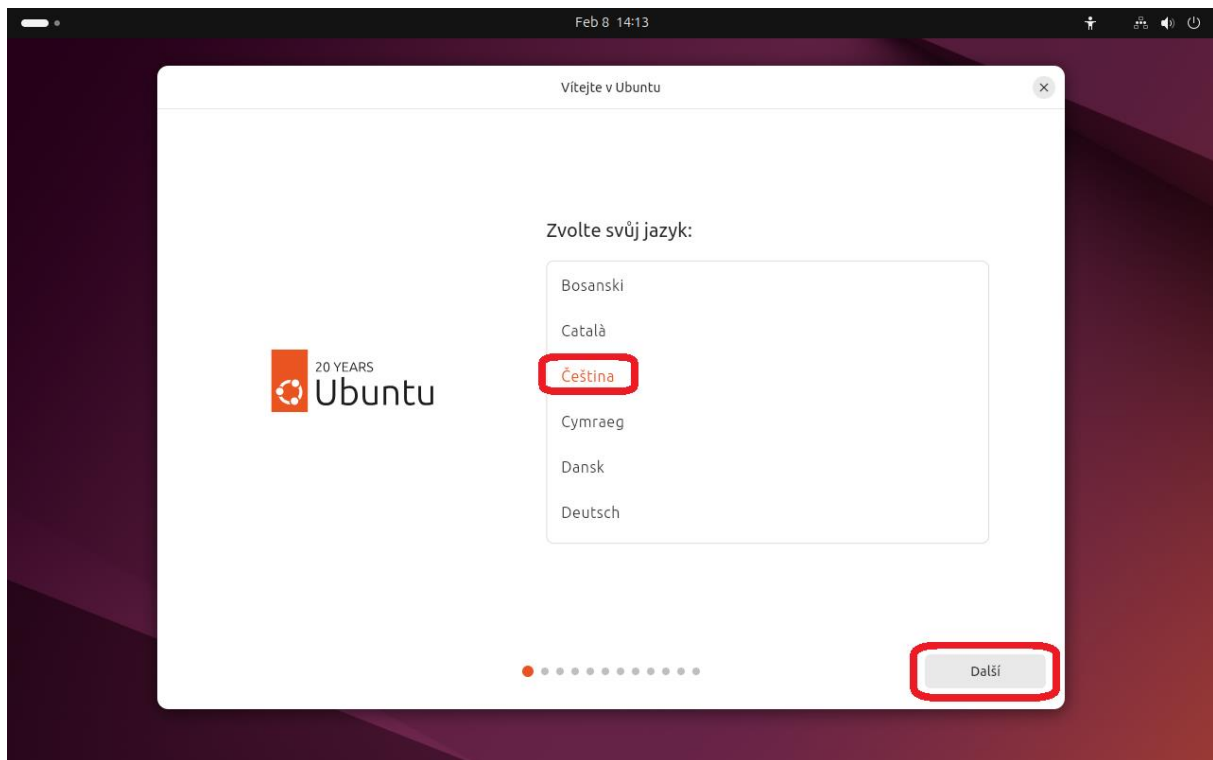 Feb 8 14:13
Vítejte v Ubuntu
Zvolte svůj jazyk:
Bosanski
Català
Čeština
Cymraeg
Dansk
Deutsch
20 YEARS
Ubuntu
Další